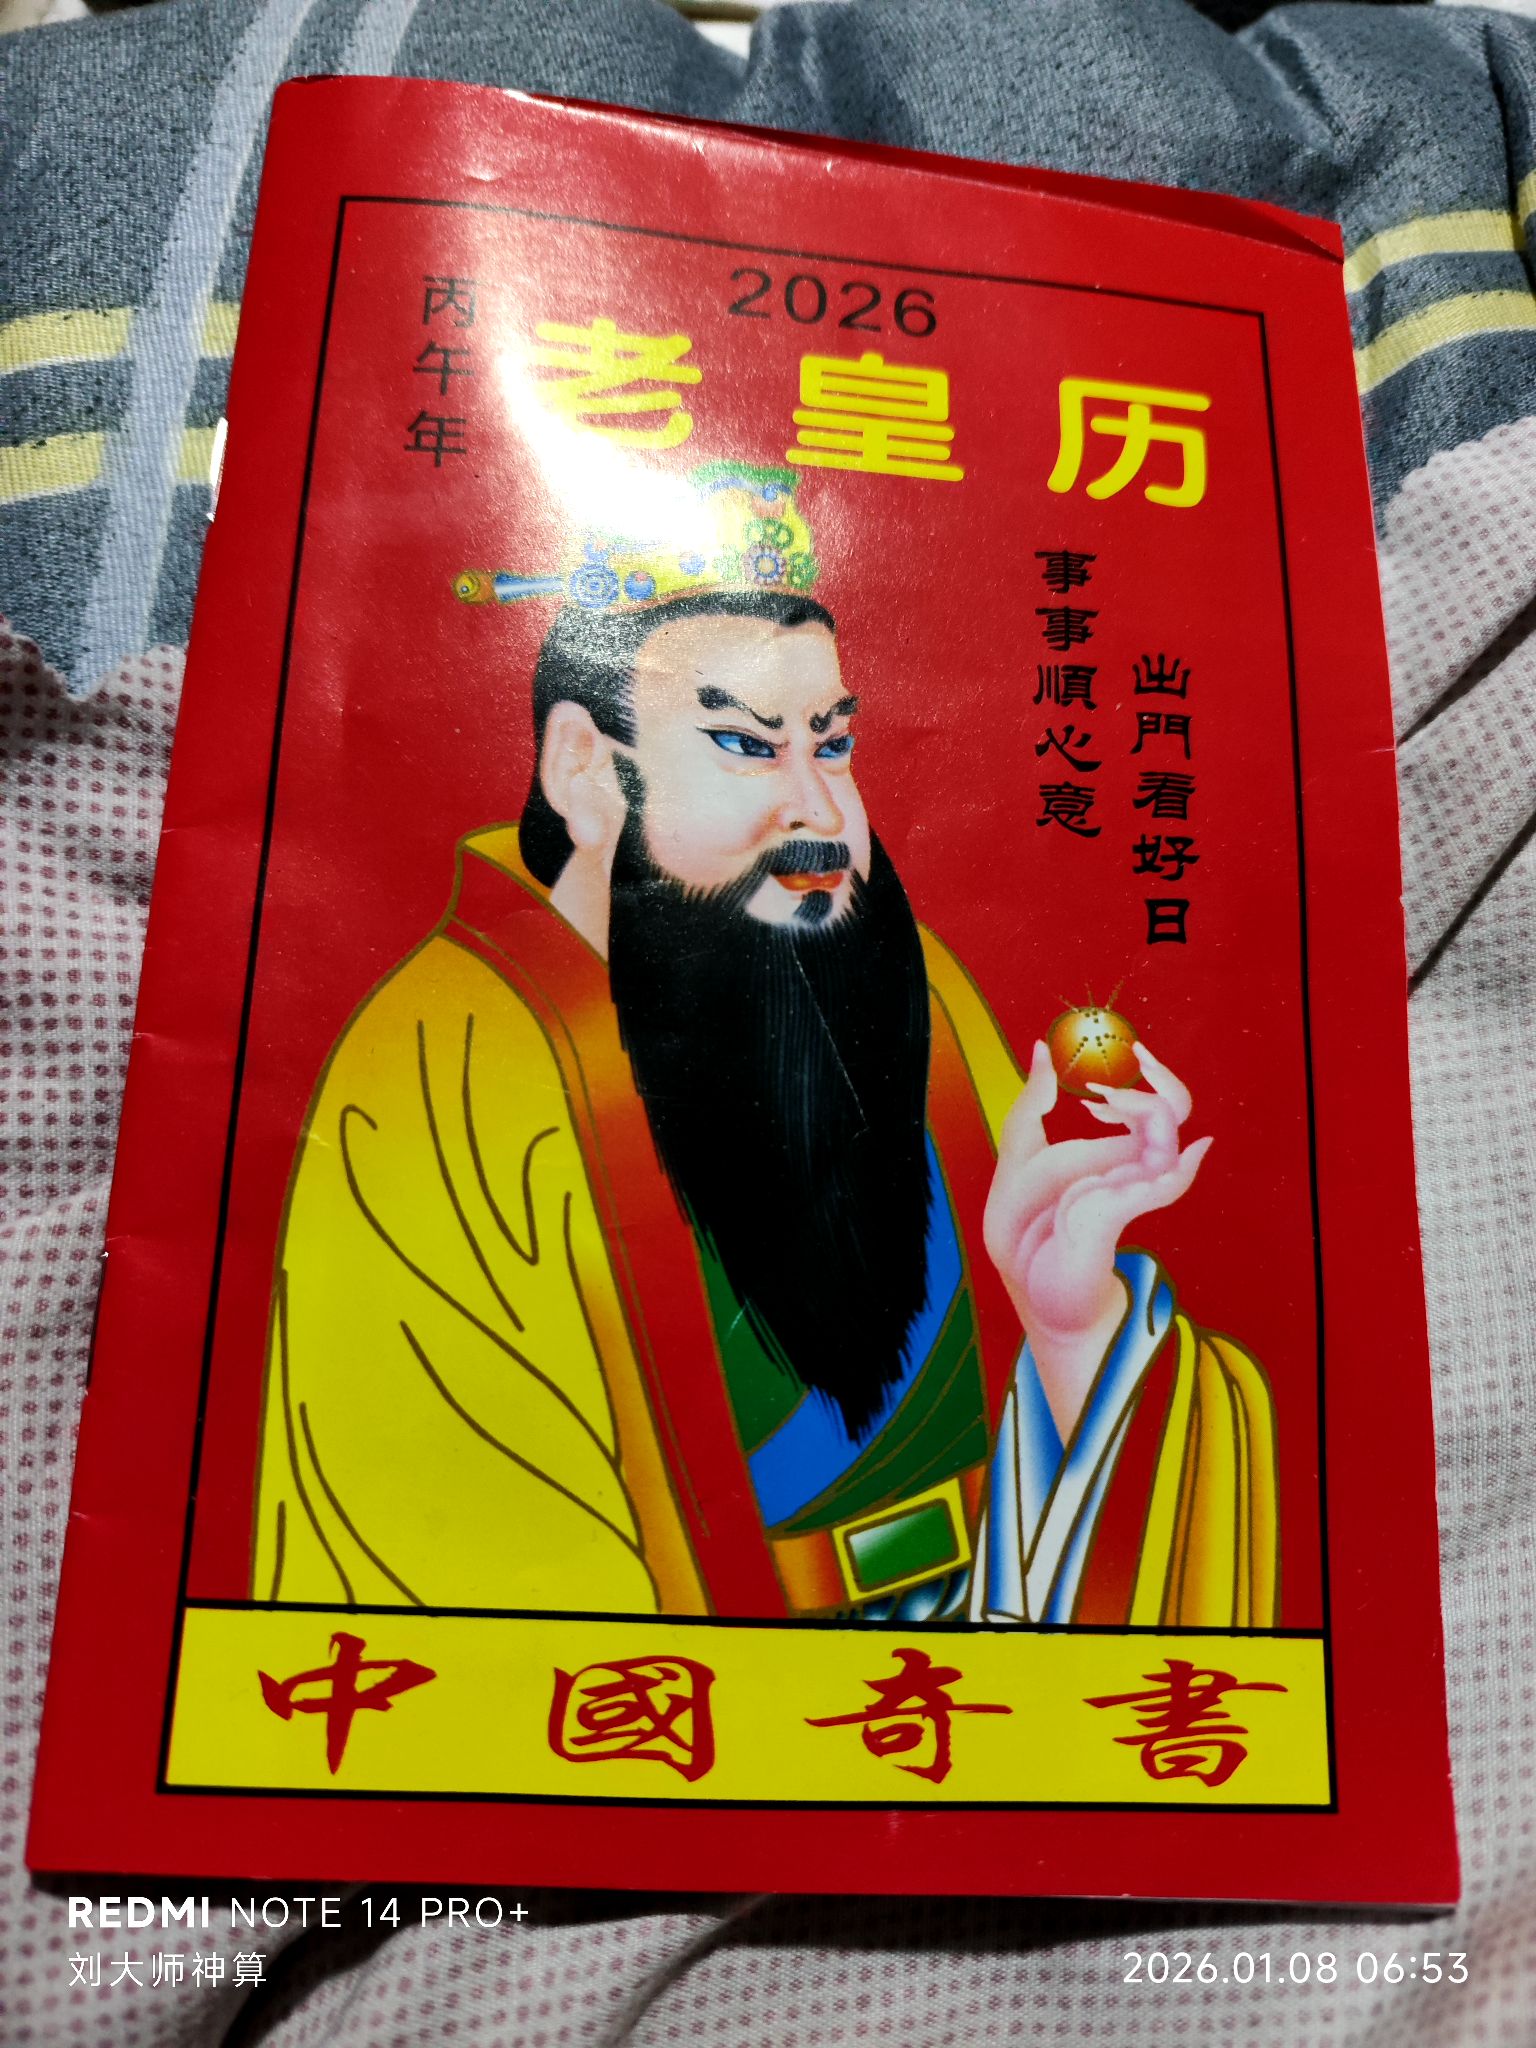 2026
丙午年
老皇历
出門看好日
事事順心意
中國奇書
REDMI NOTE 14 PRO+
刘大师神算
2026.01.08 06:53